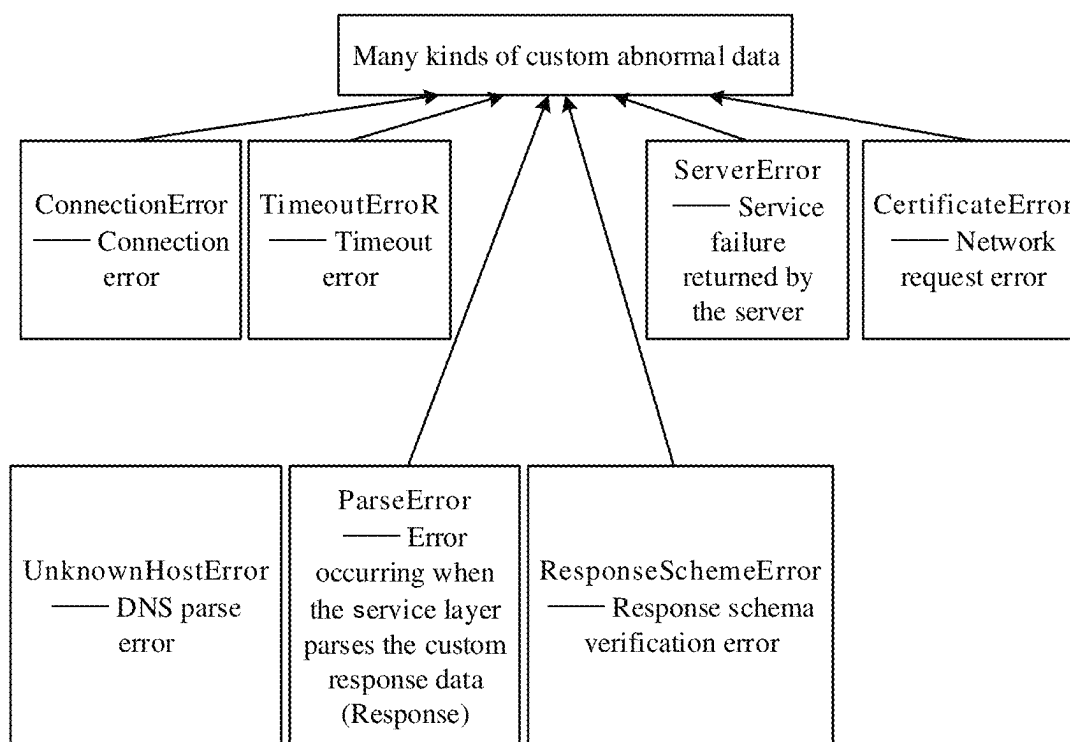 Many kinds of custom abnormal data
ConnectionError
—— Connection
error
TimeoutErroR
—— Timeout
error
ServerError
—— Service
failure
returned by
the server
CertificateError
—— Network
request error
UnknownHostError
—— DNS parse
error
ParseError
—— Error
occurring when
the service layer
parses the custom
response data
(Response)
ResponseSchemeError
—— Response schema
verification error